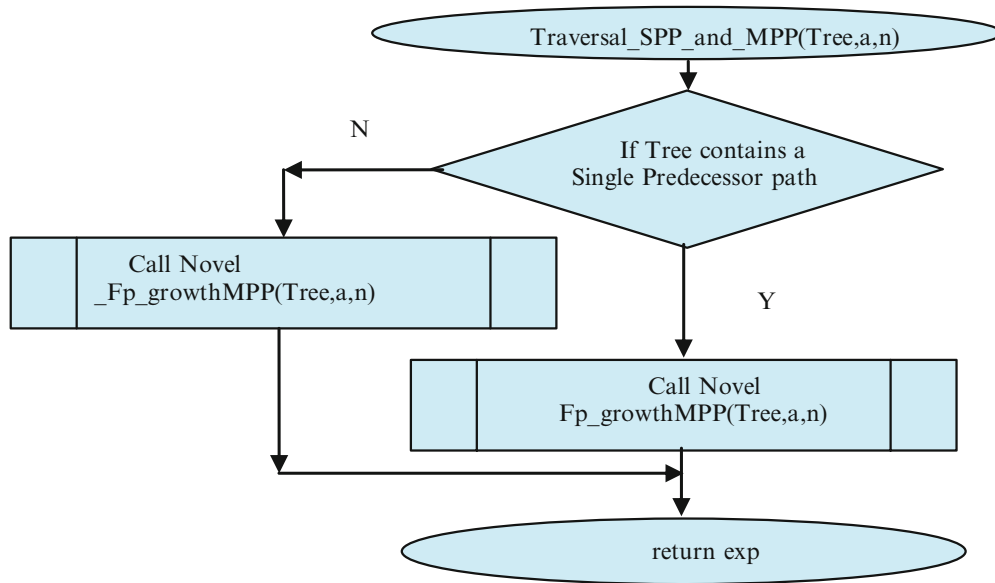 Traversal_SPP_and_MPP(Tree,a,n)
N
If Tree contains a
Single Predecessor path
Call Novel
_Fp_growthMPP(Tree,a,n)
Y
Call Novel
Fp_growthMPP(Tree,a,n)
return exp